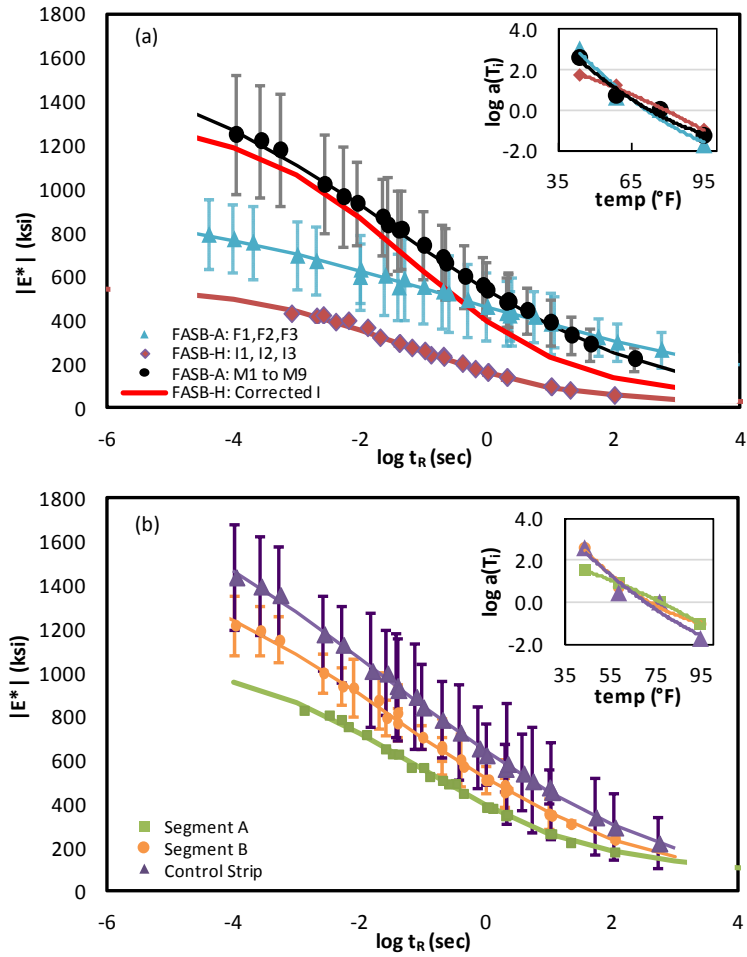 1800
1600
1400
1200
1000
800
600
400
200
0
|E*| (ksi)
(a)
4.0
2.0
0.0
-2.0
log a(Tᵢ)
35 65 95
temp (°F)
FASB-A: F1,F2,F3
FASB-H: I1, I2, I3
FASB-A: M1 to M9
FASB-H: Corrected I
-6 -4 -2 0 2 4
log tR (sec)
1800
1600
1400
1200
1000
800
600
400
200
0
|E*| (ksi)
(b)
4.0
2.0
0.0
-2.0
log a(Tᵢ)
35 55 75 95
temp (°F)
Segment A
Segment B
Control Strip
-6 -4 -2 0 2 4
log tR (sec)